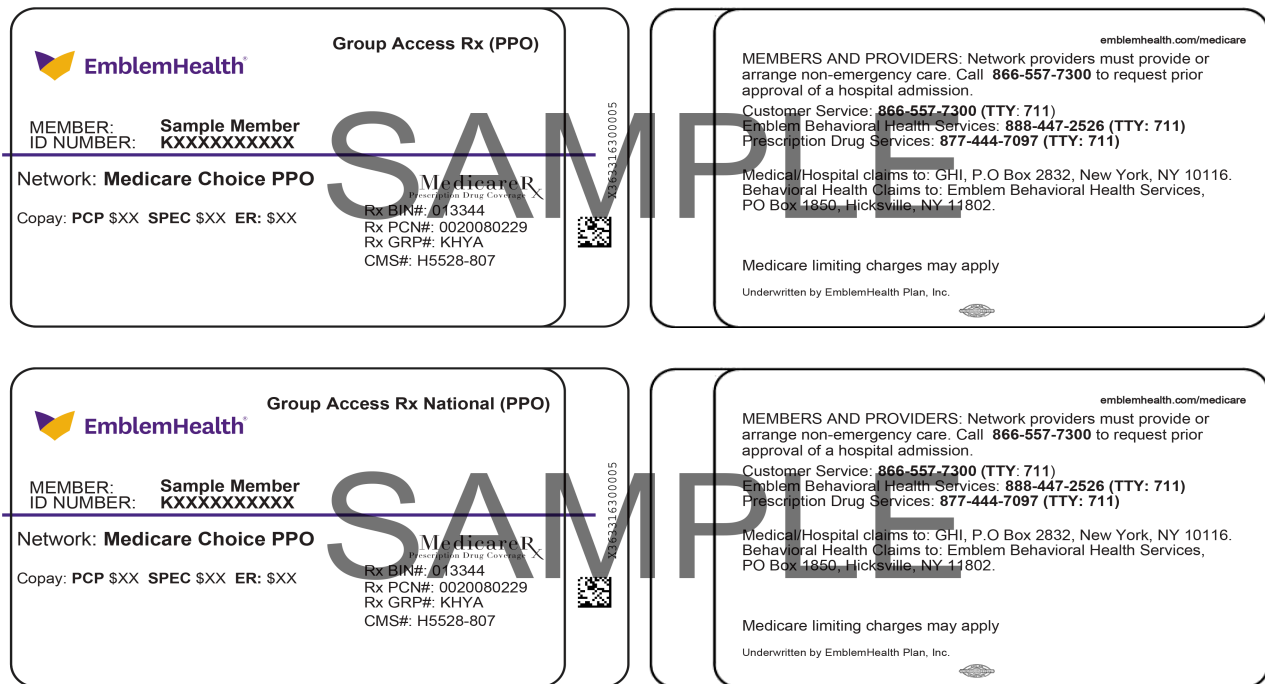 Group Access Rx (PPO)
EmblemHealth®
MEMBER: Sample Member
ID NUMBER: KXXXXXXXXXX
Network: Medicare Choice PPO
MedicareRx
Prescription Drug Coverage
Copay: PCP $XX SPEC $XX ER: $XX
Rx BIN#: 013344
Rx PCN#: 0020080229
Rx GRP#: KHYA
CMS#: H5528-807
X363316300005
SAMPLE
emblemhealth.com/medicare
MEMBERS AND PROVIDERS: Network providers must provide or
arrange non-emergency care. Call 866-557-7300 to request prior
approval of a hospital admission.
Customer Service: 866-557-7300 (TTY: 711)
Emblem Behavioral Health Services: 888-447-2526 (TTY: 711)
Prescription Drug Services: 877-444-7097 (TTY: 711)
Medical/Hospital claims to: GHI, P.O Box 2832, New York, NY 10116.
Behavioral Health Claims to: Emblem Behavioral Health Services,
PO Box 1850, Hicksville, NY 11802.
Medicare limiting charges may apply
Underwritten by EmblemHealth Plan, Inc.
Group Access Rx National (PPO)
EmblemHealth®
MEMBER: Sample Member
ID NUMBER: KXXXXXXXXXX
Network: Medicare Choice PPO
MedicareRx
Prescription Drug Coverage
Copay: PCP $XX SPEC $XX ER: $XX
Rx BIN#: 013344
Rx PCN#: 0020080229
Rx GRP#: KHYA
CMS#: H5528-807
X363316300005
SAMPLE
emblemhealth.com/medicare
MEMBERS AND PROVIDERS: Network providers must provide or
arrange non-emergency care. Call 866-557-7300 to request prior
approval of a hospital admission.
Customer Service: 866-557-7300 (TTY: 711)
Emblem Behavioral Health Services: 888-447-2526 (TTY: 711)
Prescription Drug Services: 877-444-7097 (TTY: 711)
Medical/Hospital claims to: GHI, P.O Box 2832, New York, NY 10116.
Behavioral Health Claims to: Emblem Behavioral Health Services,
PO Box 1850, Hicksville, NY 11802.
Medicare limiting charges may apply
Underwritten by EmblemHealth Plan, Inc.